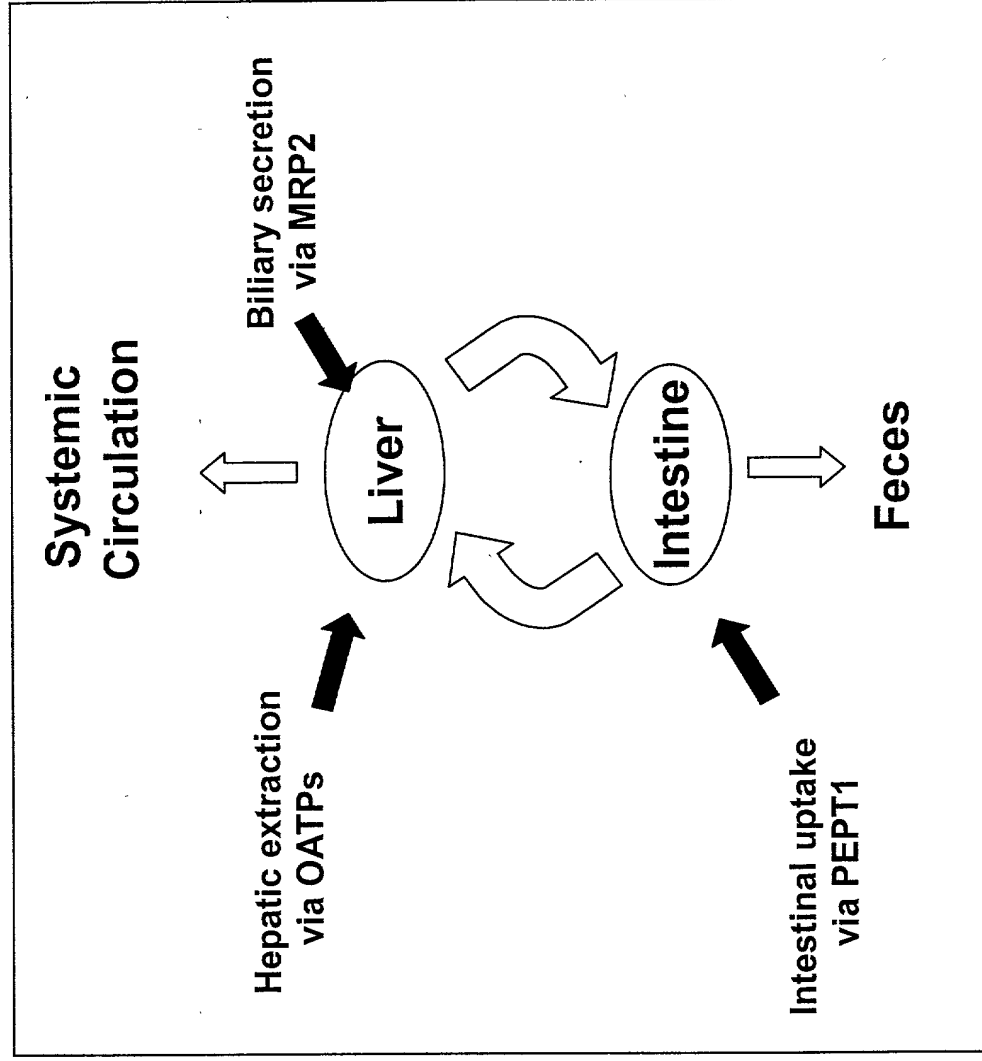 Systemic
Circulation
Hepatic extraction
via OATPs
Biliary secretion
via MRP2
Liver
Intestine
Intestinal uptake
via PEPT1
Feces